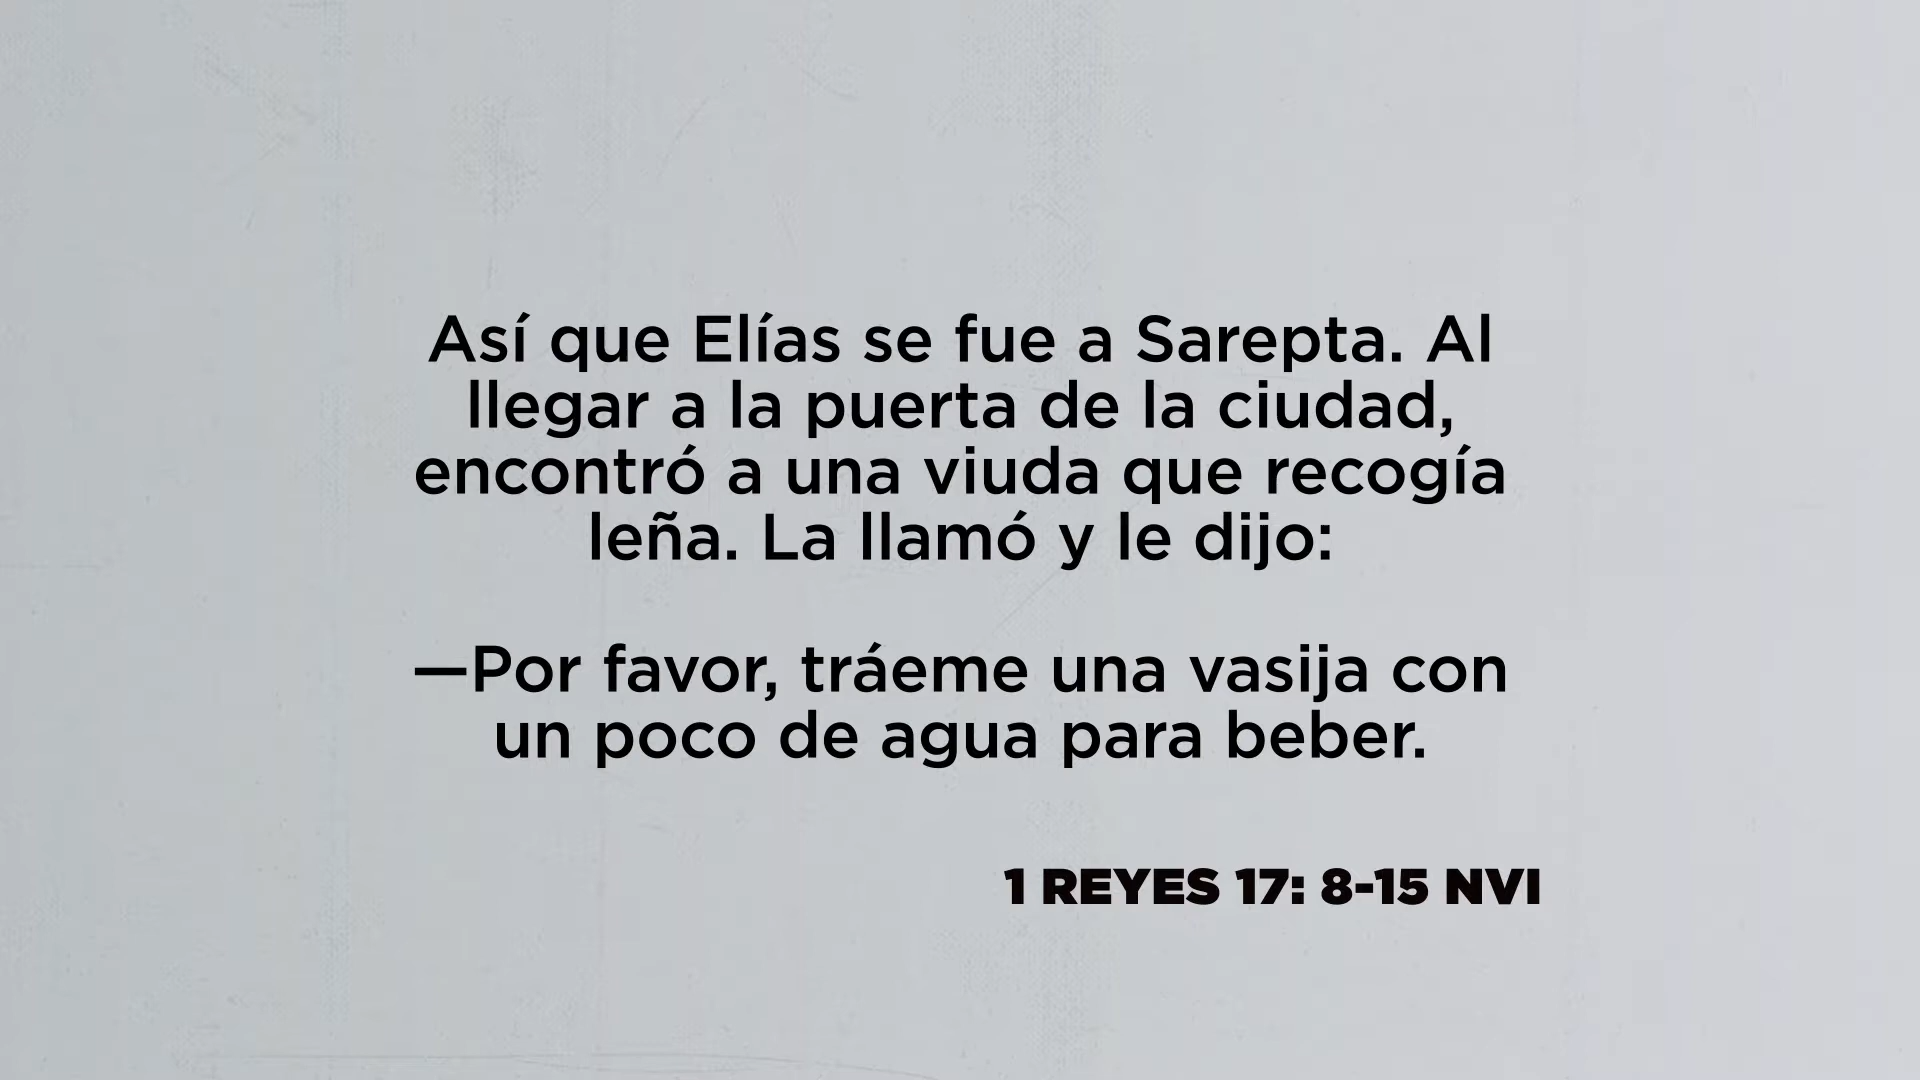 Así que Elías se fue a Sarepta. Al
llegar a la puerta de la ciudad,
encontró a una viuda que recogía
leña. La llamó y le dijo:
—Por favor, tráeme una vasija con
un poco de agua para beber.
1 REYES 17: 8-15 NVI